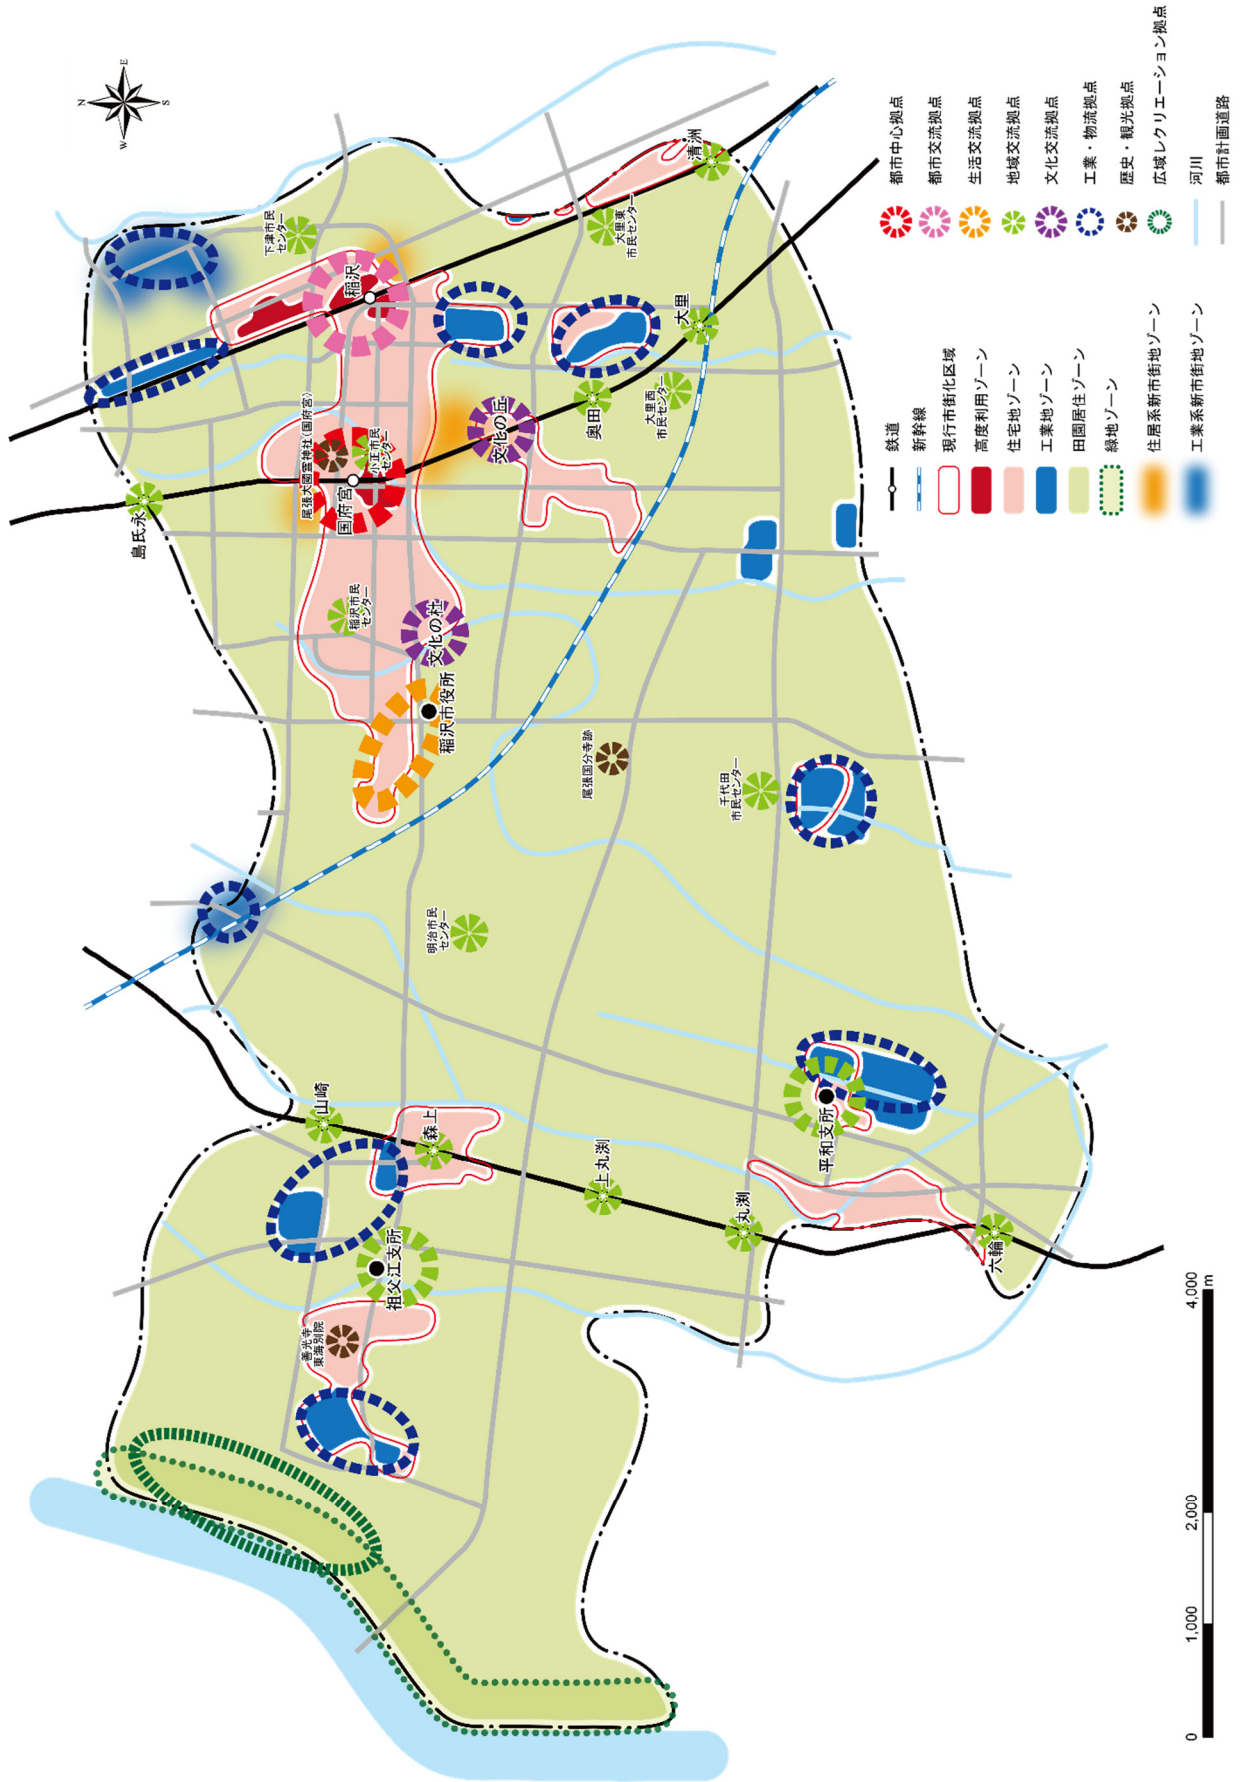 N
E
S
W
下津市民
センター
稲沢
尾張大國霊神社(国府宮)
小正市民
センター
国府宮
島氏永
稲沢市民
センター
文化の杜
稲沢市役所
文化の丘
奥田
大里東
市民センター
清洲
大里
大里西
市民センター
尾張国分寺跡
千代田
市民センター
明治市民
センター
山崎
森上
祖父江支所
善光寺
東海別院
上丸渕
丸渕
平和支所
六輪
鉄道
新幹線
現行市街化区域
高度利用ゾーン
住宅地ゾーン
工業地ゾーン
田園居住ゾーン
緑地ゾーン
住居系新市街地ゾーン
工業系新市街地ゾーン
都市中心拠点
都市交流拠点
生活交流拠点
地域交流拠点
文化交流拠点
工業・物流拠点
歴史・観光拠点
広域レクリエーション拠点
河川
都市計画道路
0
1,000
2,000
4,000
m